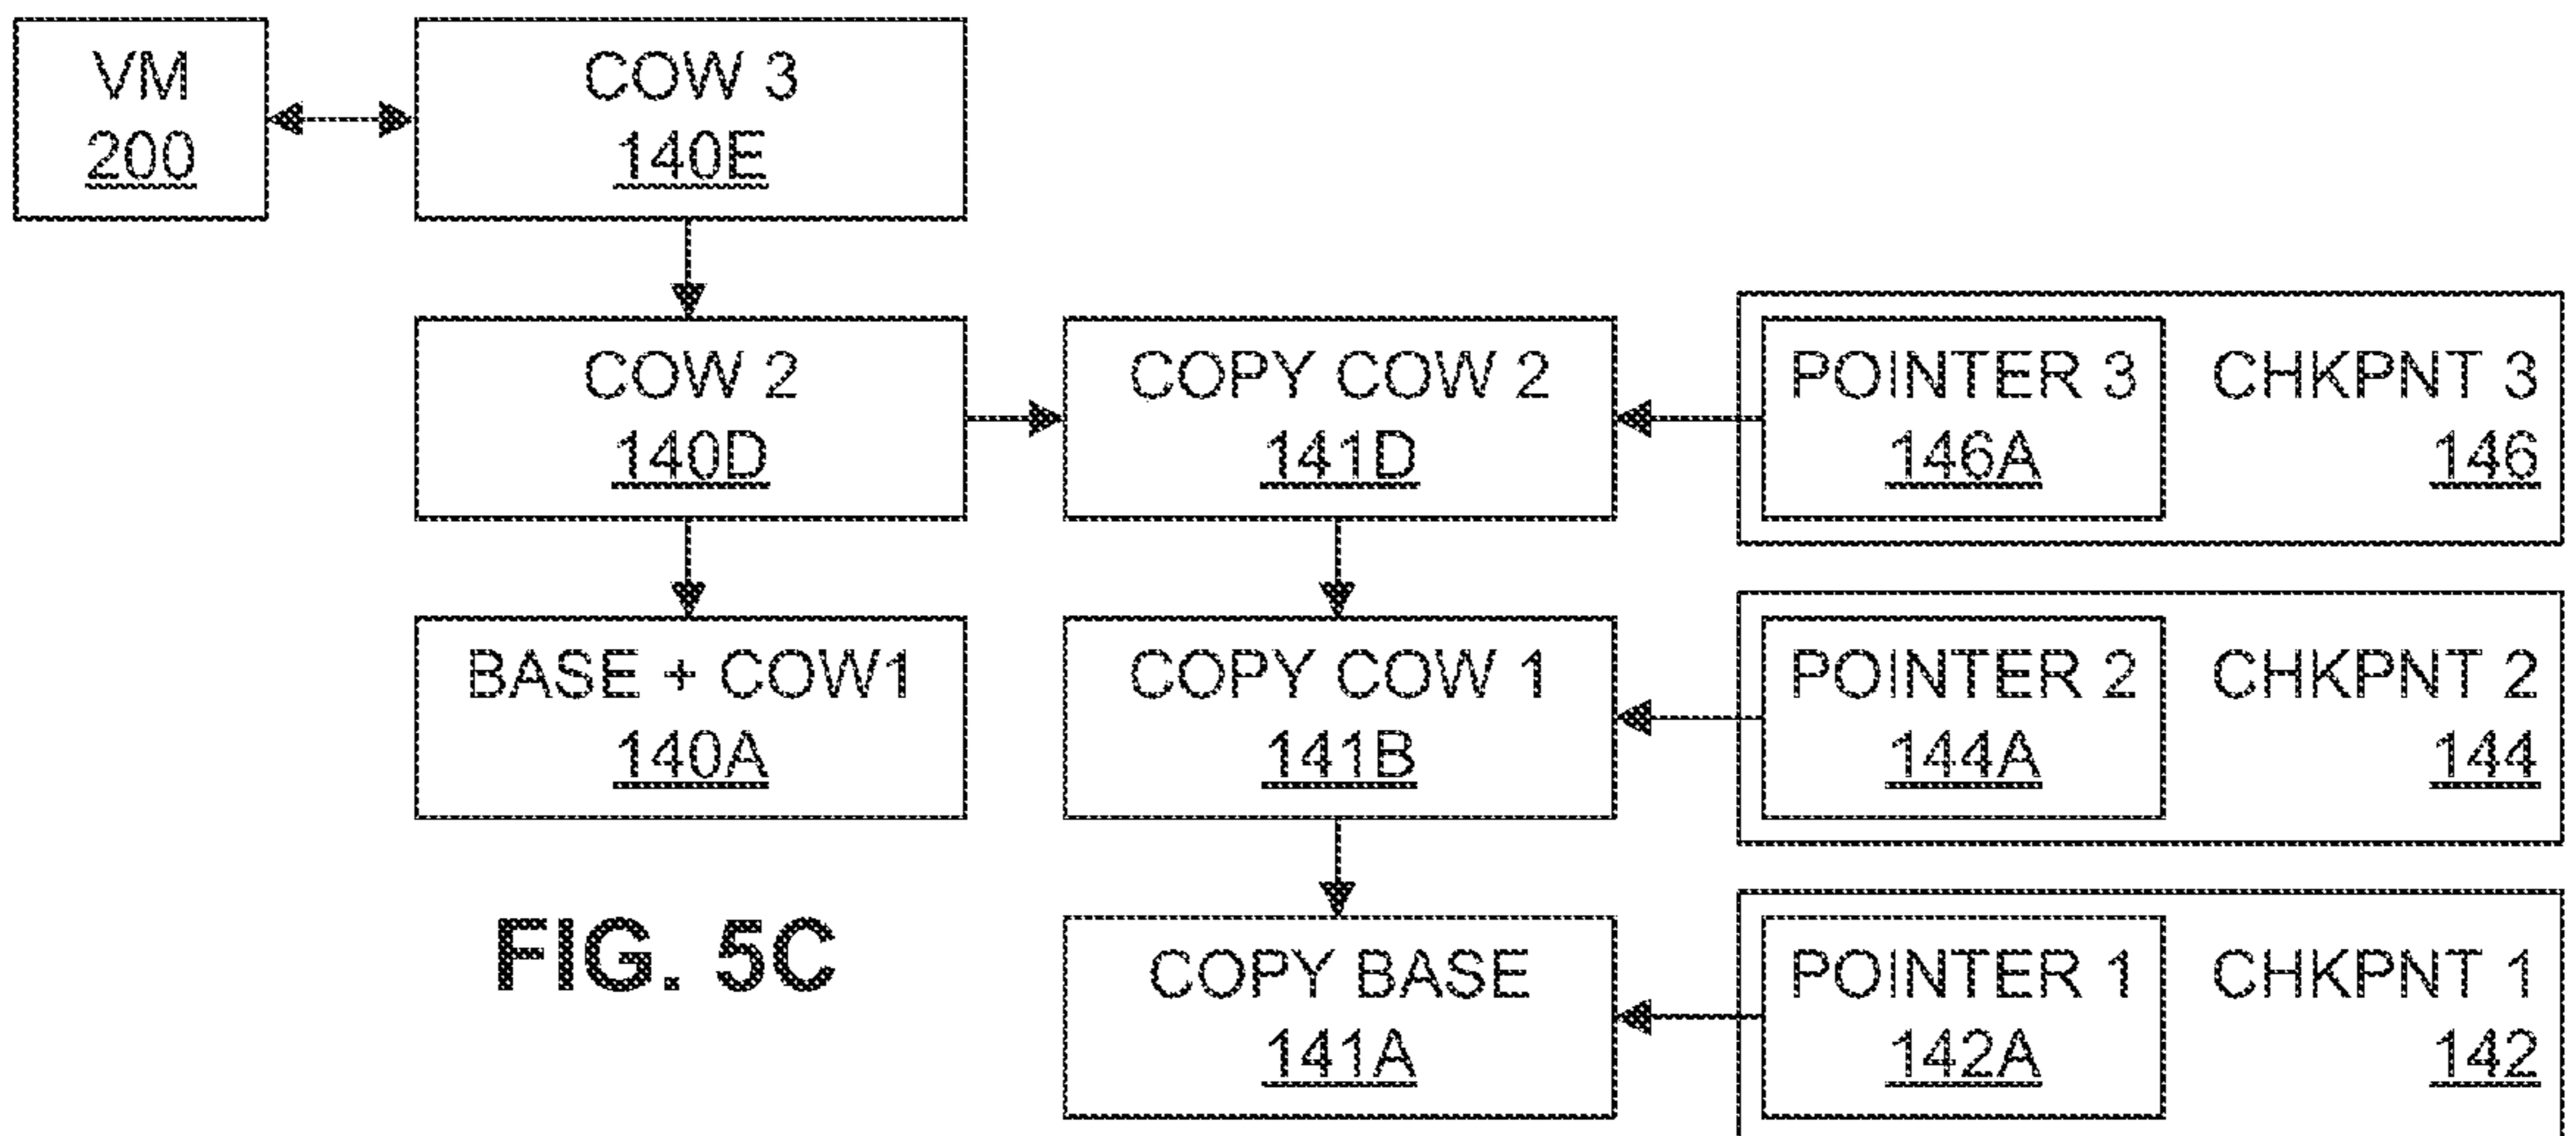 VM
200
COW 3
140E
COW 2
140D
COPY COW 2
141D
POINTER 3
146A
CHKPNT 3
146
BASE + COW1
140A
COPY COW 1
141B
POINTER 2
144A
CHKPNT 2
144
FIG. 5C
COPY BASE
141A
POINTER 1
142A
CHKPNT 1
142